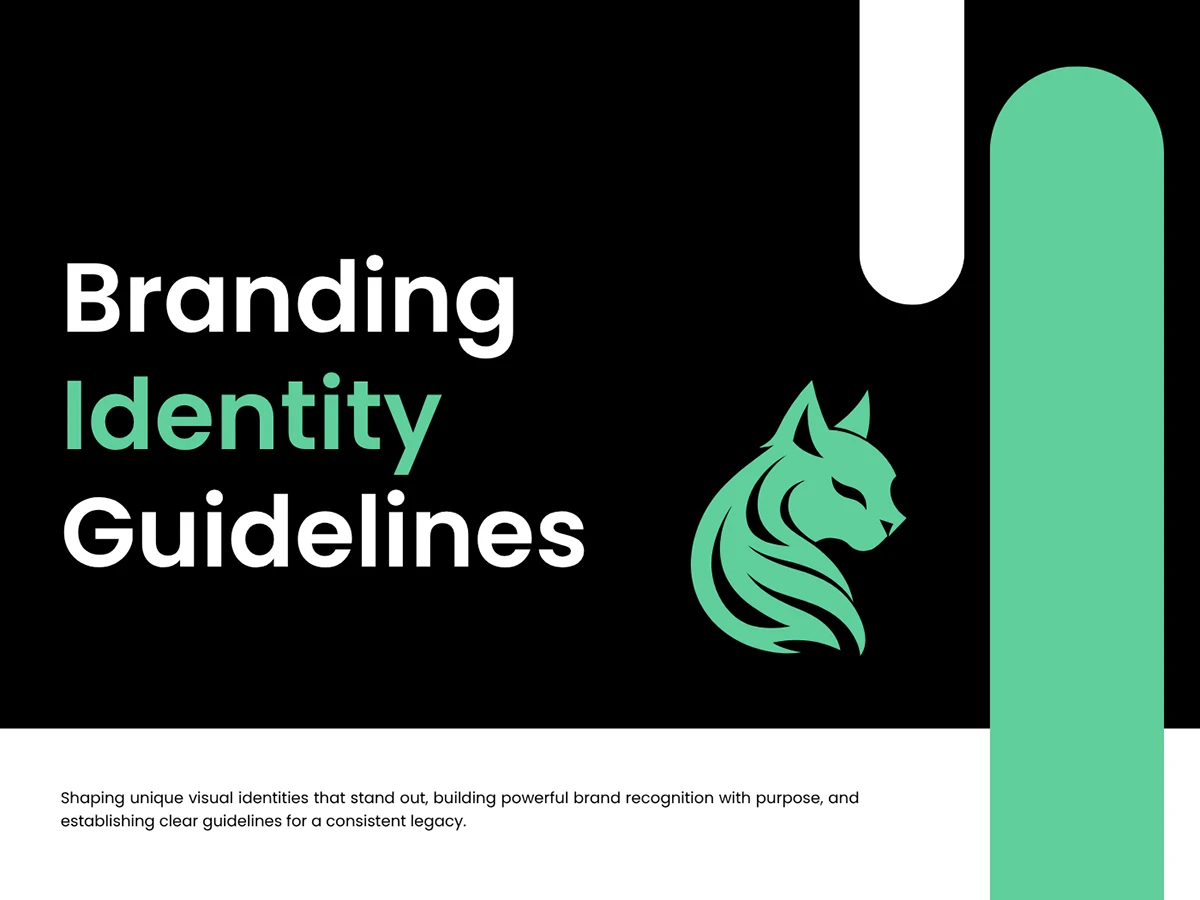 Branding
Identity
Guidelines
Shaping unique visual identities that stand out, building powerful brand recognition with purpose, and
establishing clear guidelines for a consistent legacy.